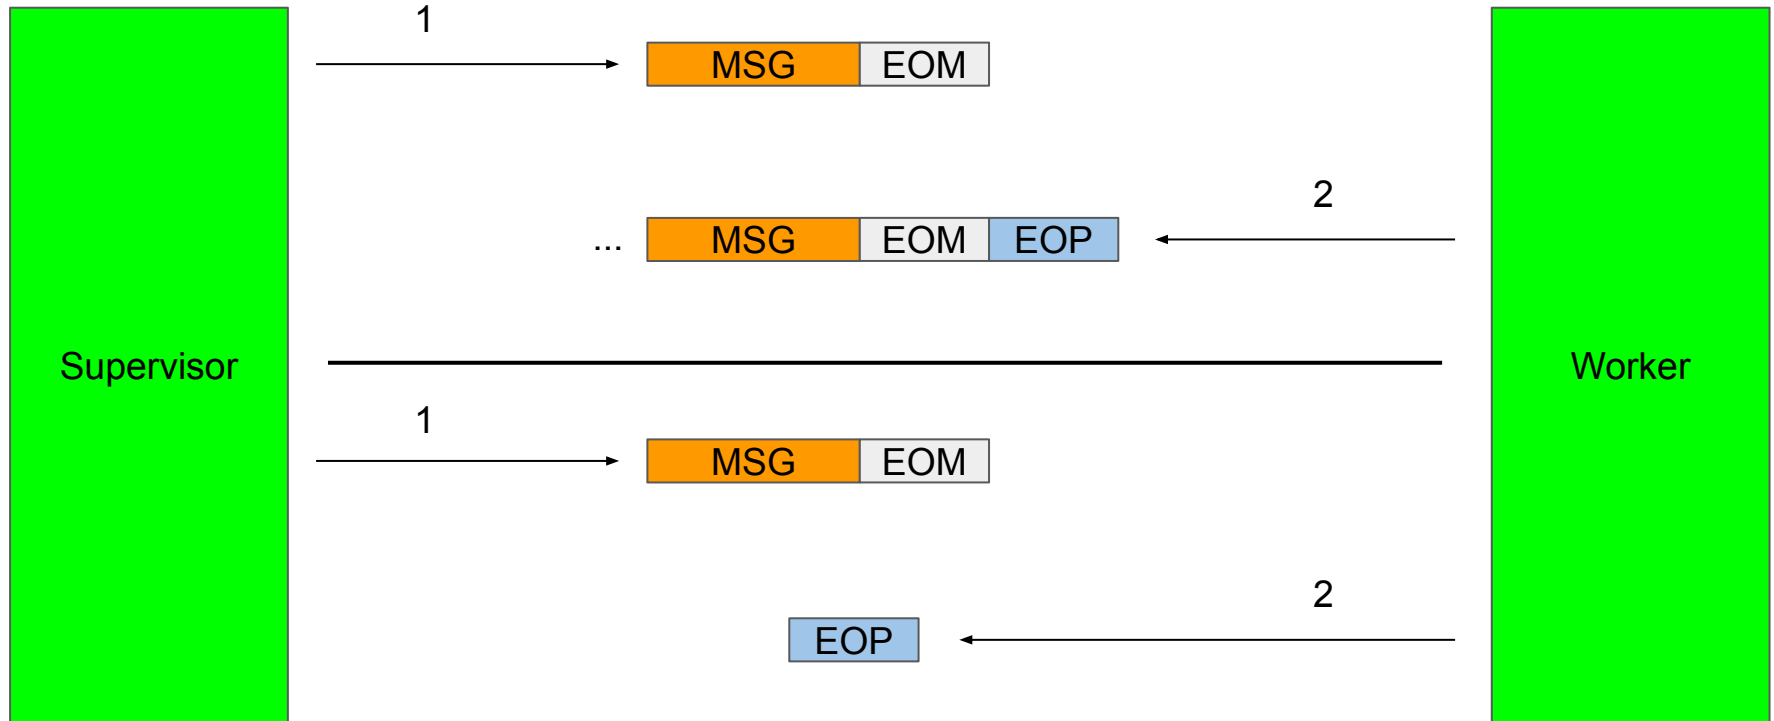 1
MSG EOM
2
... MSG EOM EOP
Supervisor
Worker
1
MSG EOM
2
EOP